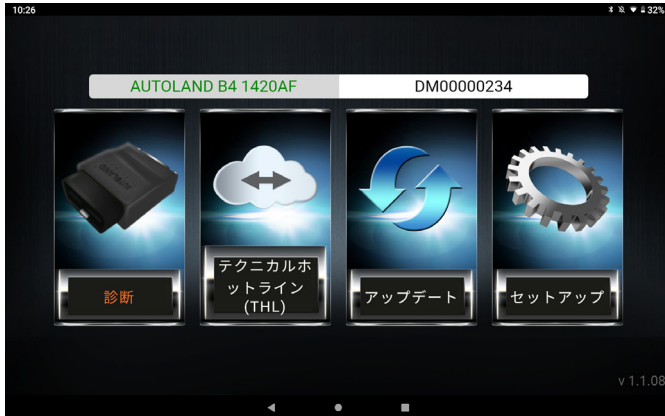 10:26
32%
AUTOLAND B4 1420AF
DM00000234
AUTOLAND
診断
テクニカルホ
ットライン
(THL)
アップデート
セットアップ
v 1.1.08